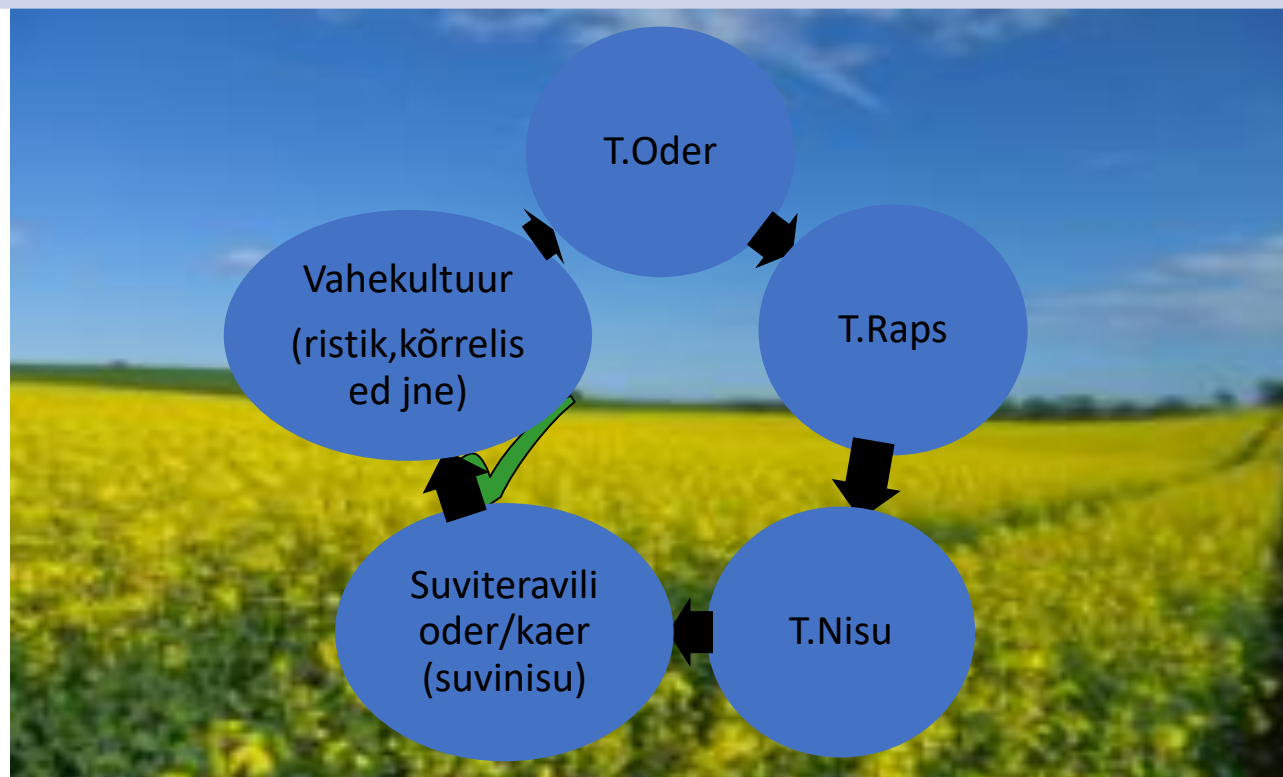 T.Oder
T.Raps
T.Nisu
Suviteravili
oder/kaer
(suvinisu)
Vahekultuur
(ristik,kõrrelis
ed jne)